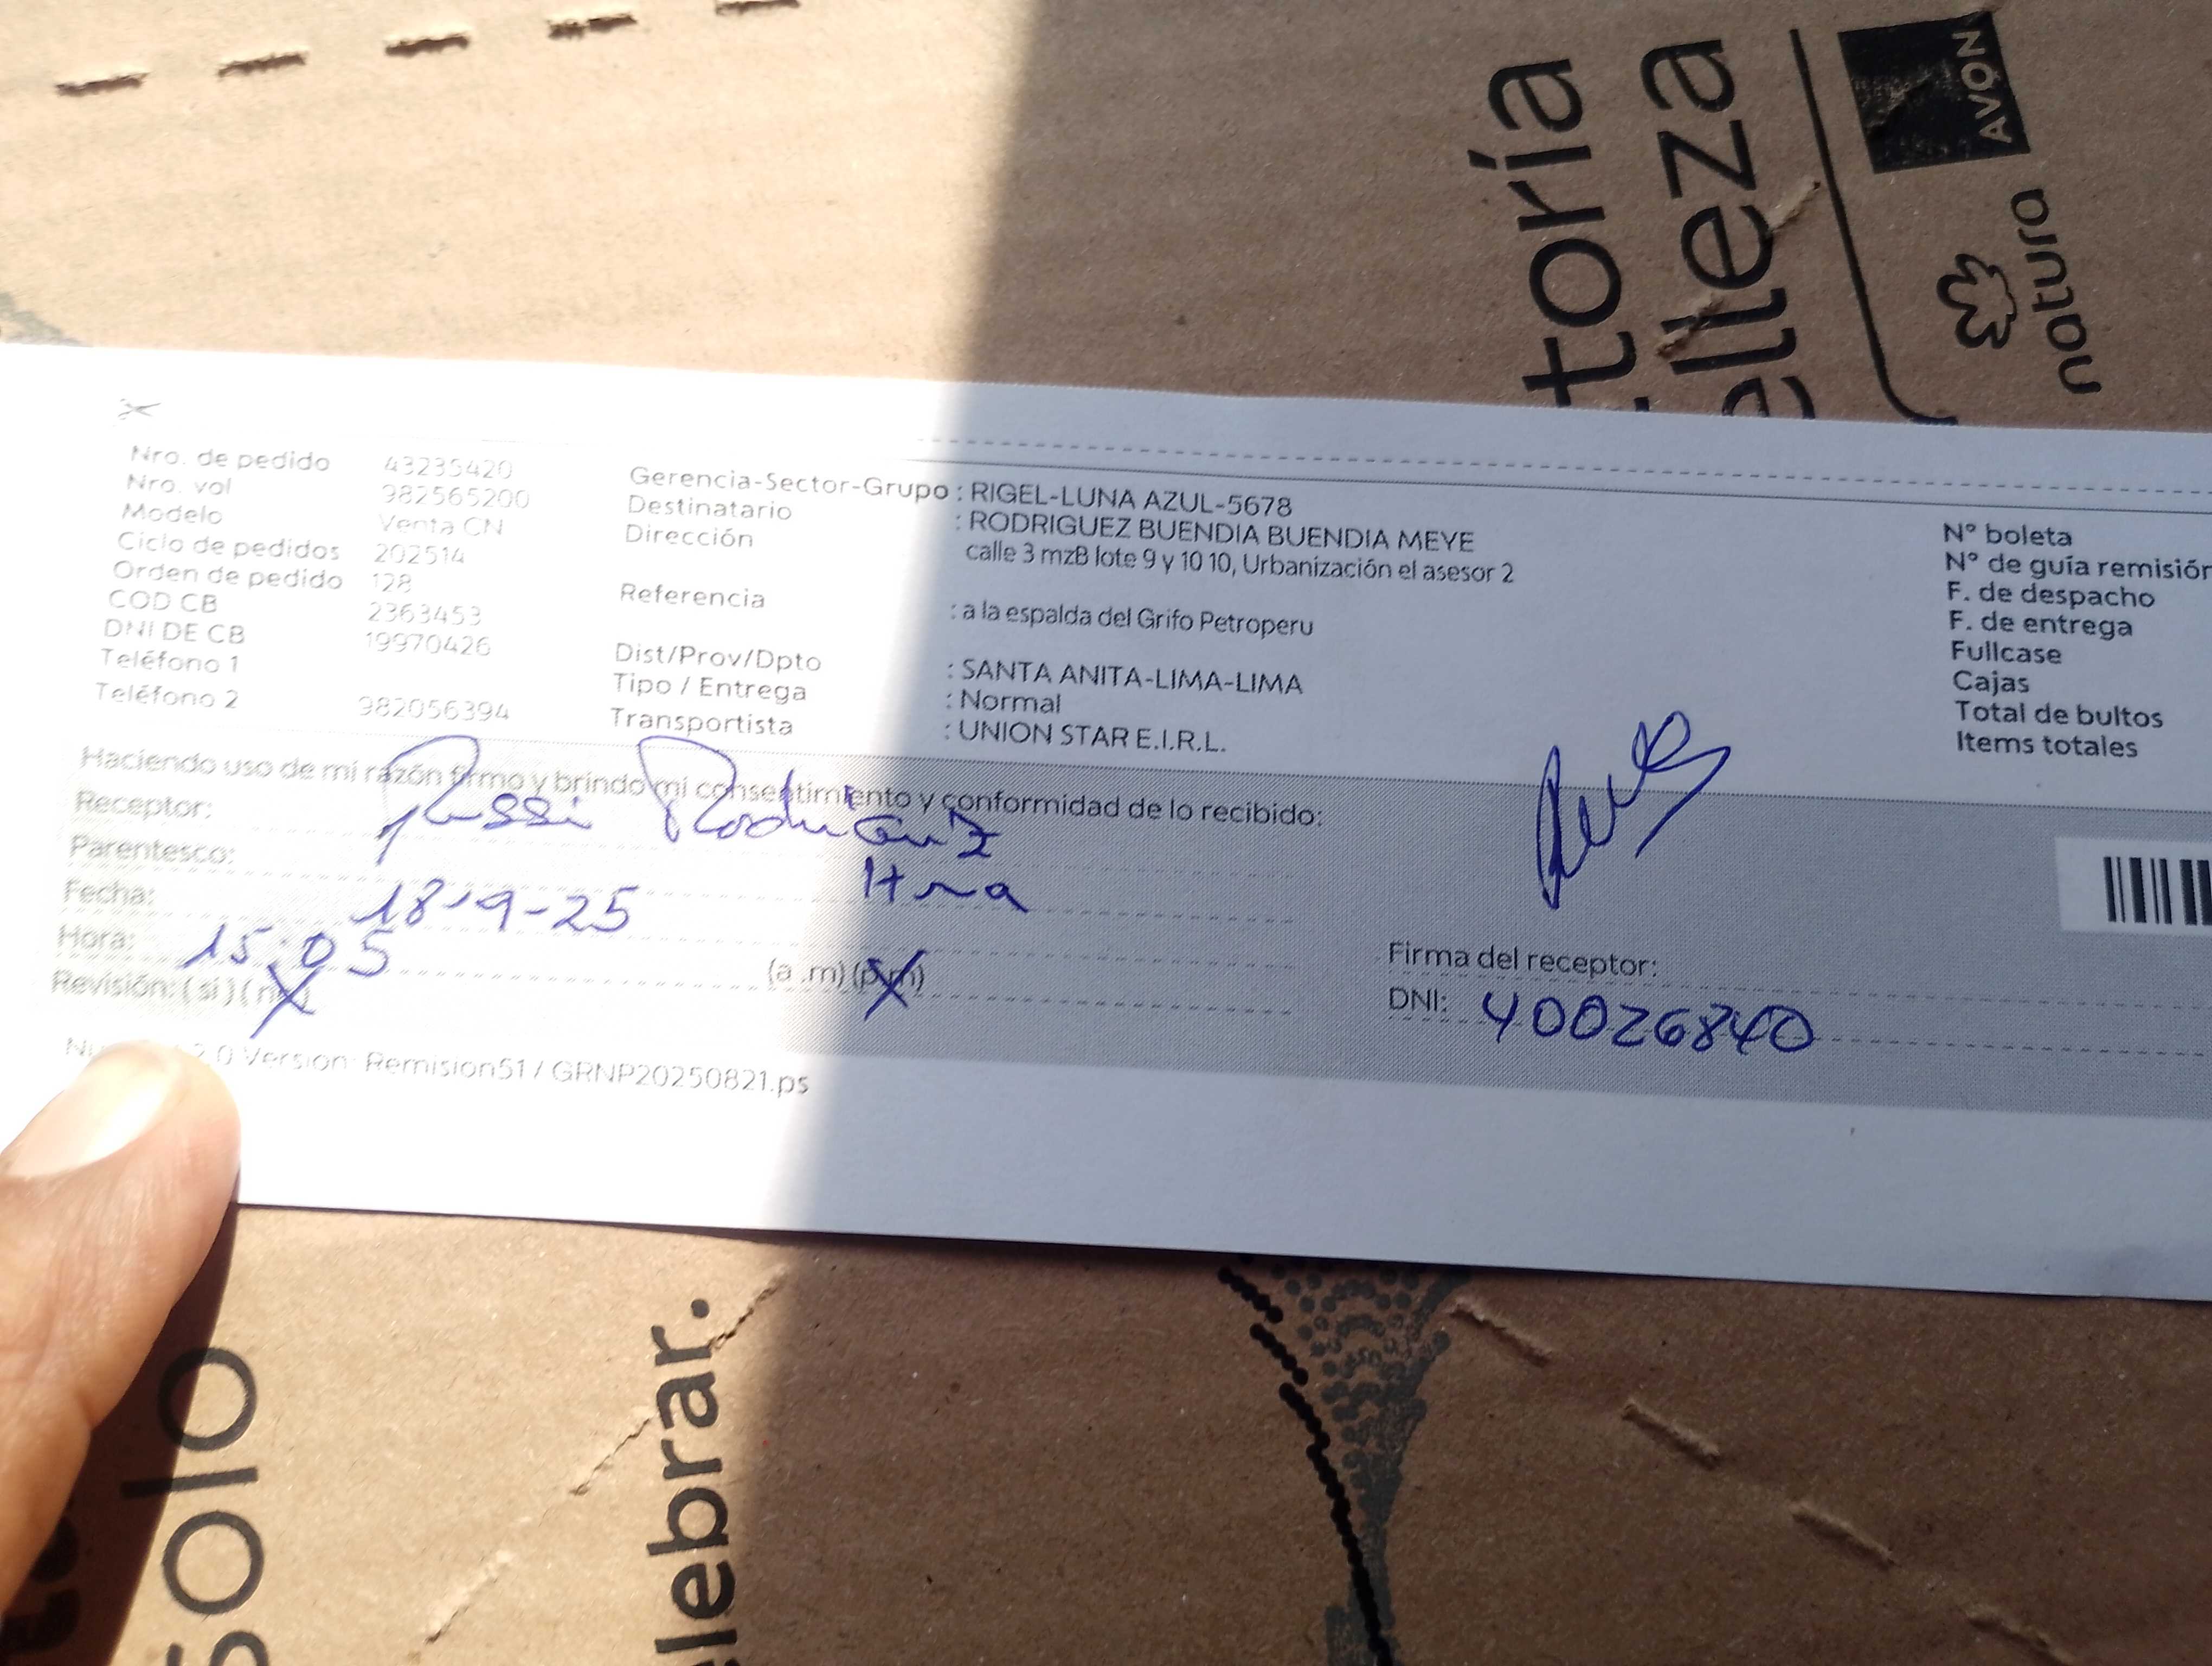 Nro. de pedido 43235420
Nro. vol 982565200
Modelo Venta CN
Ciclo de pedidos 202514
Orden de pedido 128
COD CB 2363453
DNI DE CB 19970426
Teléfono 1
Teléfono 2 982056394
Gerencia-Sector-Grupo : RIGEL-LUNA AZUL-5678
Destinatario : RODRIGUEZ BUENDIA BUENDIA MEYE
Dirección calle 3 mzB lote 9 y 10 10, Urbanización el asesor 2
Referencia : a la espalda del Grifo Petroperu
Dist/Prov/Dpto : SANTA ANITA-LIMA-LIMA
Tipo / Entrega : Normal
Transportista : UNION STAR E.I.R.L.
N° boleta
N° de guía remisión
F. de despacho
F. de entrega
Fullcase
Cajas
Total de bultos
Items totales
Haciendo uso de mi razón firmo y brindo mi consentimiento y conformidad de lo recibido:
Receptor: Russi Rodriguez
Parentesco: Hna
Fecha: 18-9-25
Hora: 15:05 (a .m) (p.m)
Revisión: ( si ) ( no )
Firma del receptor:
DNI: 40026840
2.0 Version: Remision51 / GRNP20250821.ps
toria
elleza
AVON
natura
solo
elebrar.